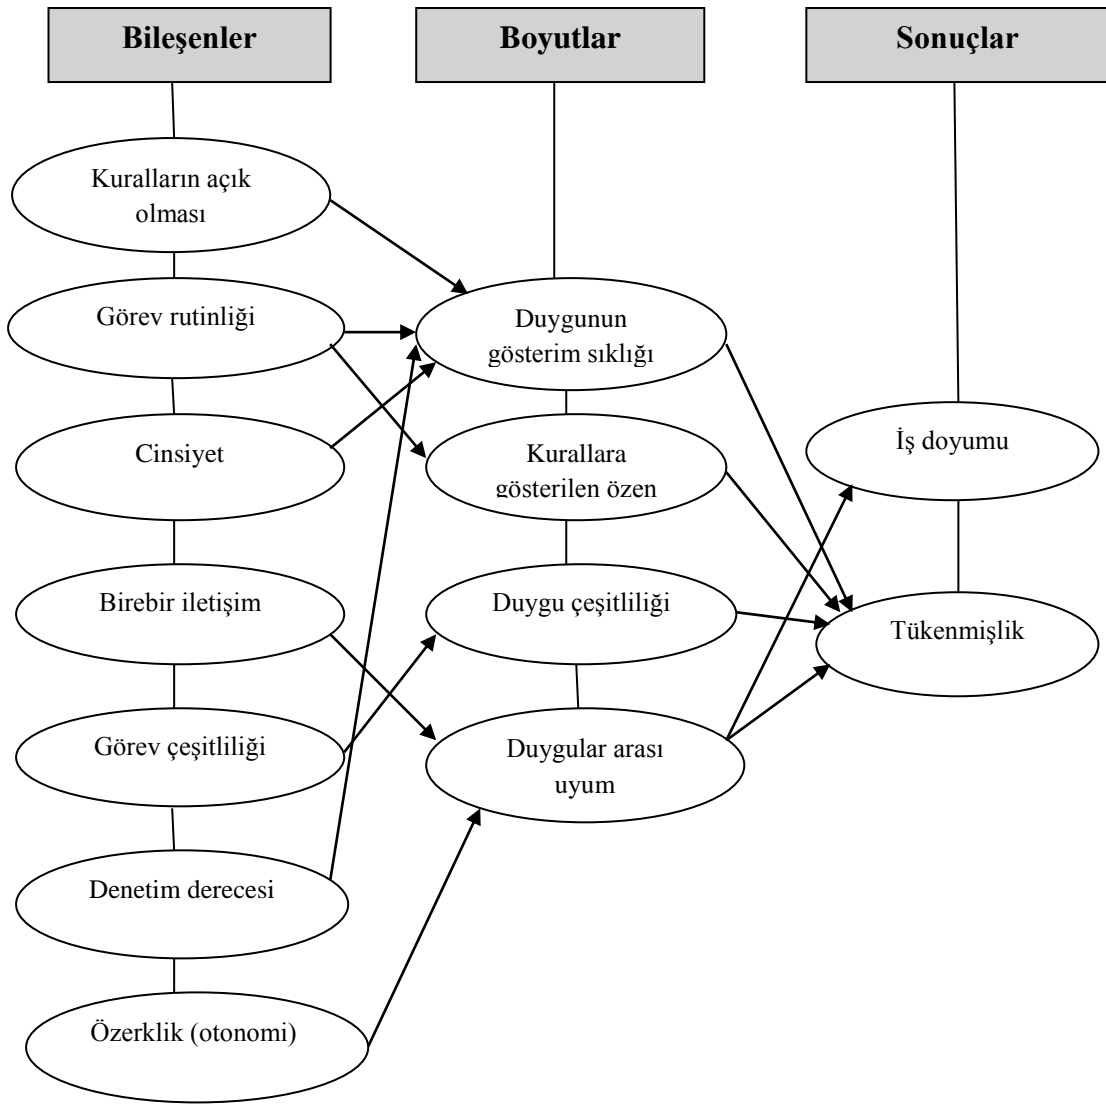 Bileşenler
Boyutlar
Sonuçlar
Kuralların açık
olması
Görev rutinliği
Cinsiyet
Birebir iletişim
Görev çeşitliliği
Denetim derecesi
Özerklik (otonomi)
Duygunun
gösterim sıklığı
Kurallara
gösterilen özen
Duygu çeşitliliği
Duygular arası
uyum
İş doyumu
Tükenmişlik